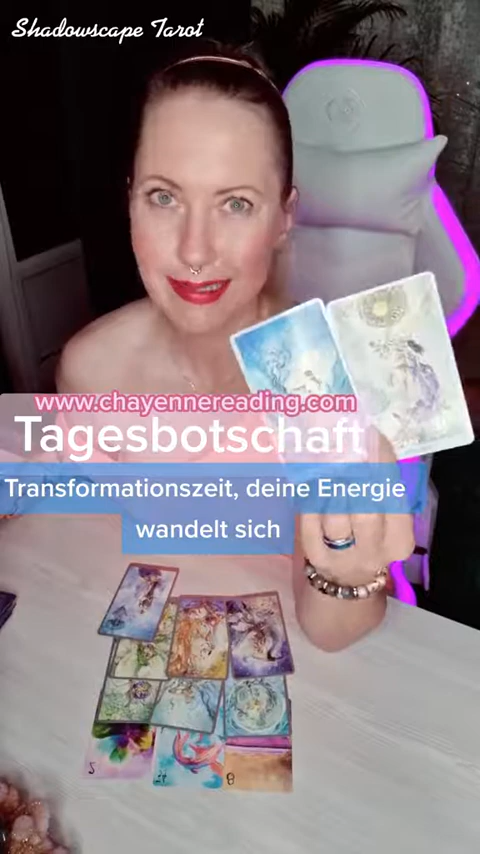 Shadowscape Tarot
www.chayennereading.com
Tagesbotschaft
Transformationszeit, deine Energie
wandelt sich